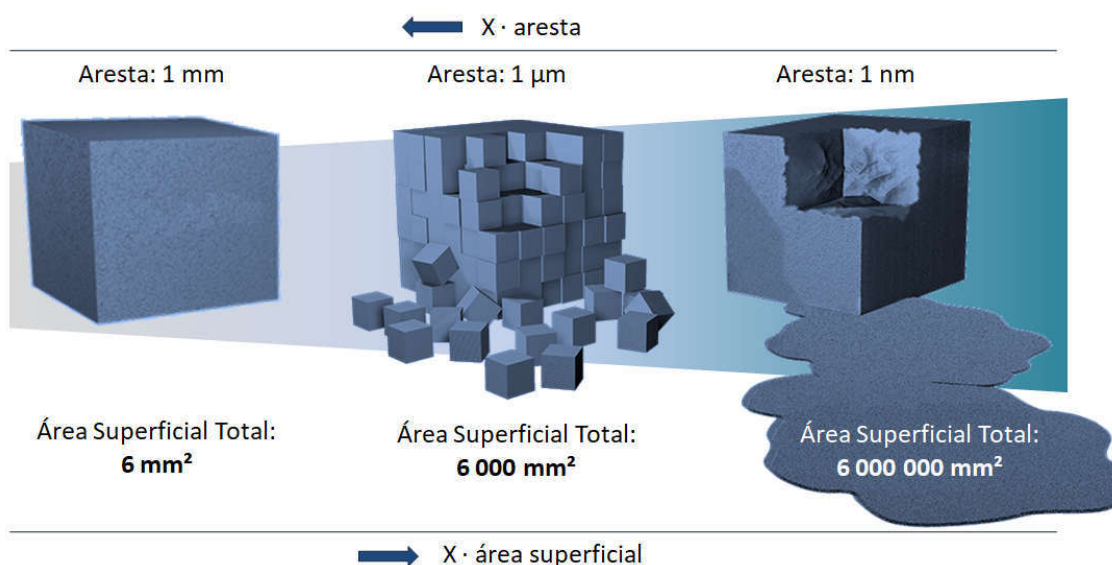 X · aresta
Aresta: 1 mm
Aresta: 1 µm
Aresta: 1 nm
Área Superficial Total:
6 mm²
Área Superficial Total:
6 000 mm²
Área Superficial Total:
6 000 000 mm²
X · área superficial